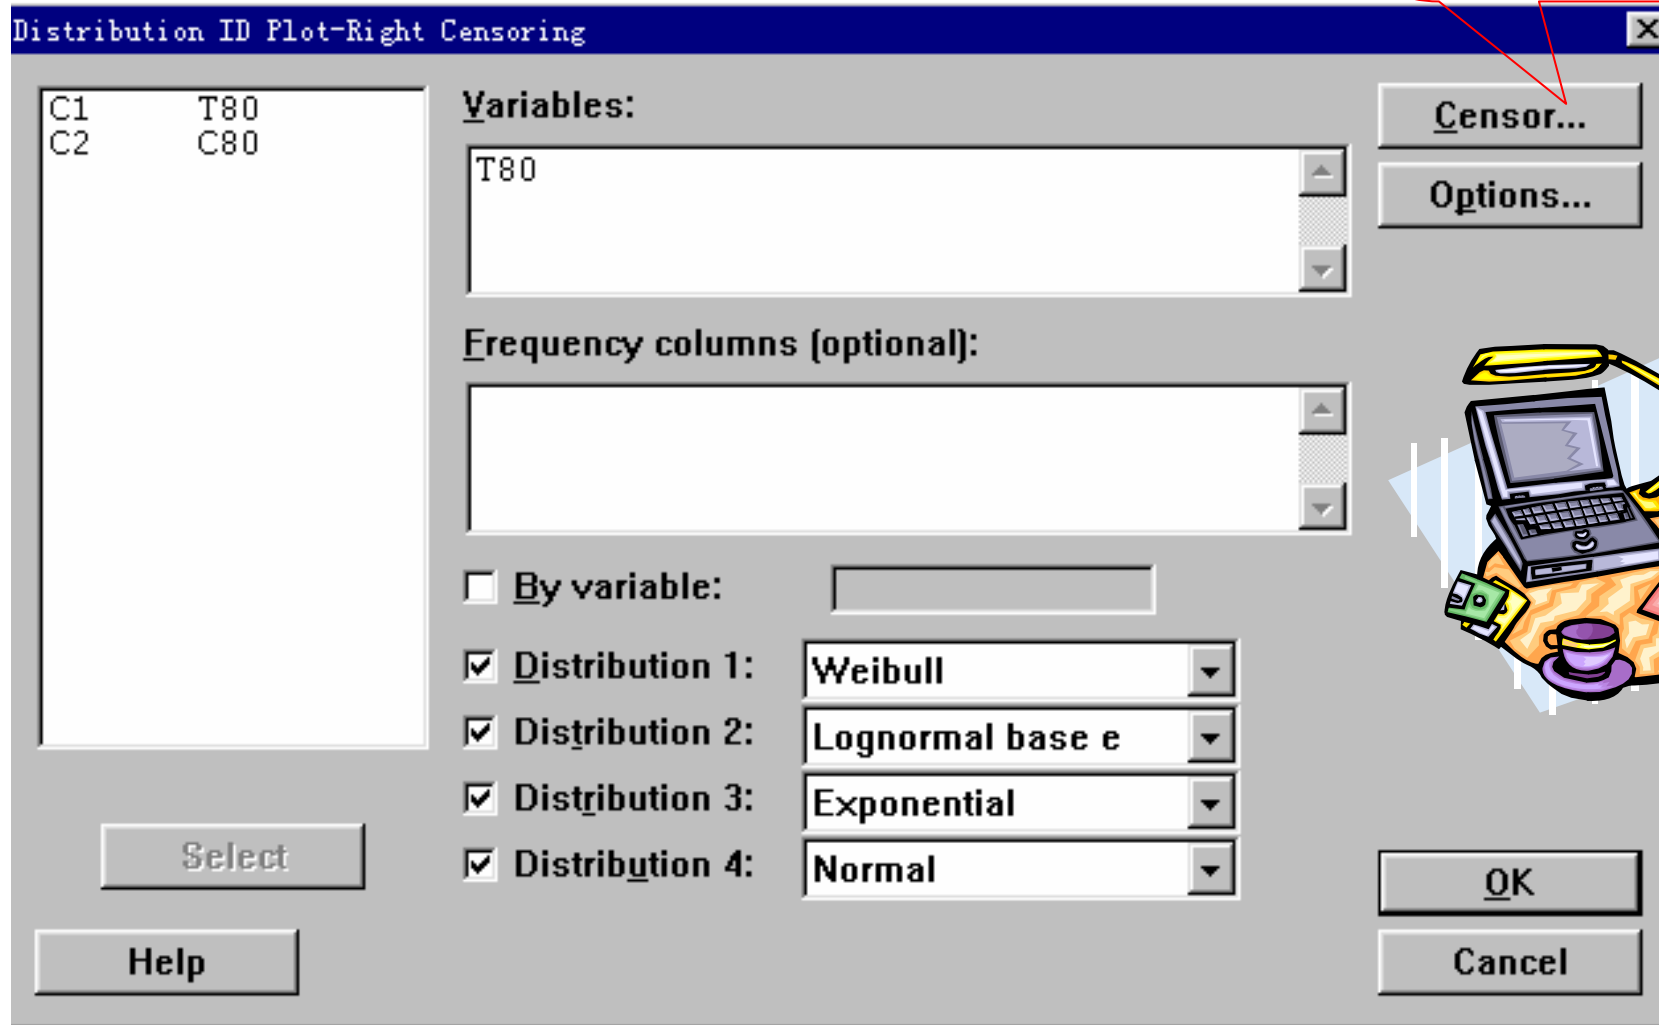 Distribution ID Plot-Right Censoring
C1 T80
C2 C80
Variables:
T80
Censor...
Options...
Frequency columns (optional):
By variable:
Distribution 1: Weibull
Distribution 2: Lognormal base e
Distribution 3: Exponential
Distribution 4: Normal
Select
Help
OK
Cancel